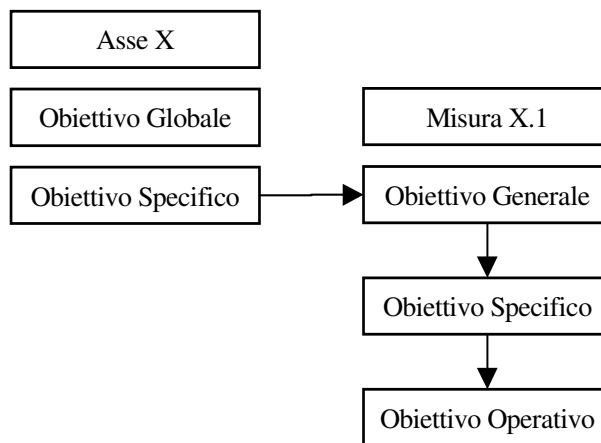 Asse X
Obiettivo Globale
Misura X.1
Obiettivo Specifico
Obiettivo Generale
Obiettivo Specifico
Obiettivo Operativo